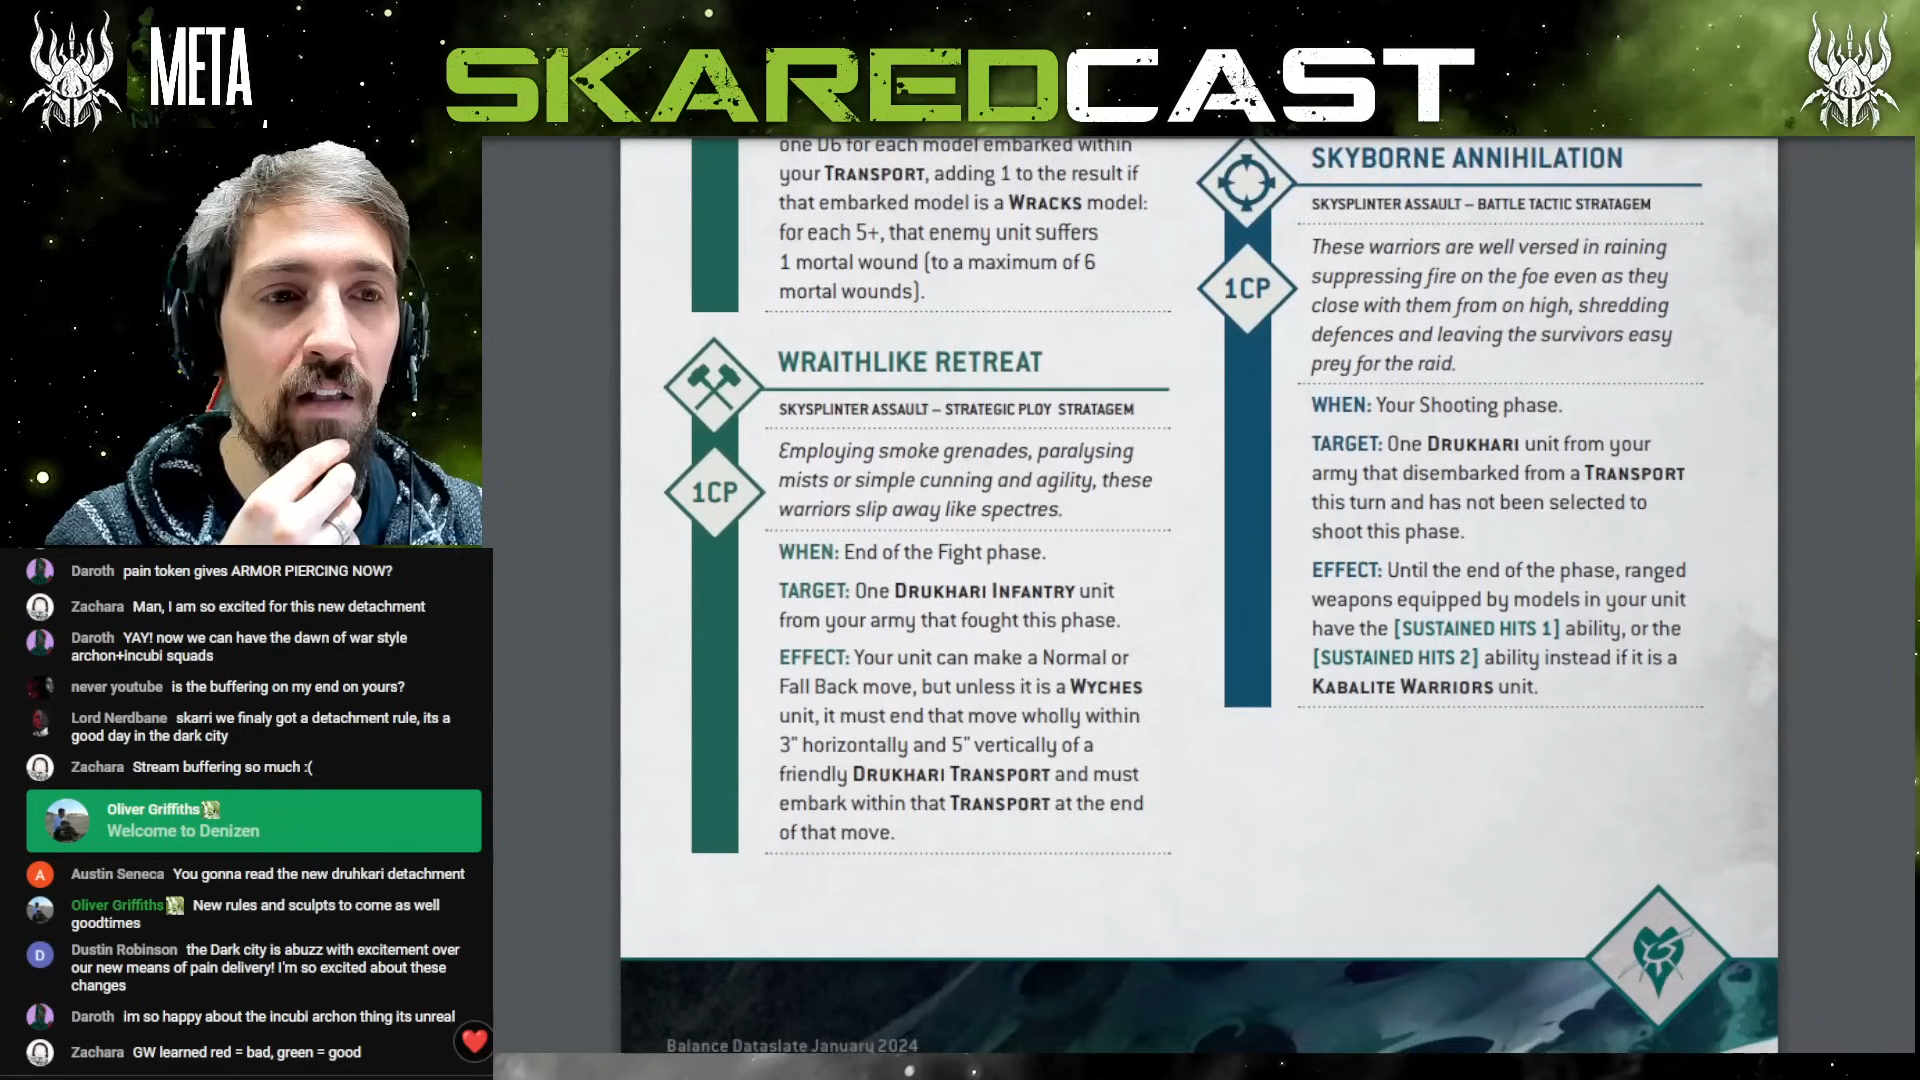 META
SKAREDCAST
one D6 for each model embarked within
your TRANSPORT, adding 1 to the result if
that embarked model is a WRACKS model:
for each 5+, that enemy unit suffers
1 mortal wound (to a maximum of 6
mortal wounds).
WRAITHLIKE RETREAT
SKYSPLINTER ASSAULT – STRATEGIC PLOY STRATAGEM
1CP
Employing smoke grenades, paralysing
mists or simple cunning and agility, these
warriors slip away like spectres.
WHEN: End of the Fight phase.
TARGET: One DRUKHARI INFANTRY unit
from your army that fought this phase.
EFFECT: Your unit can make a Normal or
Fall Back move, but unless it is a WYCHES
unit, it must end that move wholly within
3" horizontally and 5" vertically of a
friendly DRUKHARI TRANSPORT and must
embark within that TRANSPORT at the end
of that move.
SKYBORNE ANNIHILATION
SKYSPLINTER ASSAULT – BATTLE TACTIC STRATAGEM
1CP
These warriors are well versed in raining
suppressing fire on the foe even as they
close with them from on high, shredding
defences and leaving the survivors easy
prey for the raid.
WHEN: Your Shooting phase.
TARGET: One DRUKHARI unit from your
army that disembarked from a TRANSPORT
this turn and has not been selected to
shoot this phase.
EFFECT: Until the end of the phase, ranged
weapons equipped by models in your unit
have the [SUSTAINED HITS 1] ability, or the
[SUSTAINED HITS 2] ability instead if it is a
KABALITE WARRIORS unit.
Balance Dataslate January 2024
Daroth pain token gives ARMOR PIERCING NOW?
Zachara Man, I am so excited for this new detachment
Daroth YAY! now we can have the dawn of war style
archon+incubi squads
never youtube is the buffering on my end on yours?
Lord Nerdbane skarri we finaly got a detachment rule, its a
good day in the dark city
Zachara Stream buffering so much :(
Oliver Griffiths
Welcome to Denizen
A
Austin Seneca You gonna read the new druhkari detachment
Oliver Griffiths New rules and sculpts to come as well
goodtimes
D
Dustin Robinson the Dark city is abuzz with excitement over
our new means of pain delivery! I'm so excited about these
changes
Daroth im so happy about the incubi archon thing its unreal
Zachara GW learned red = bad, green = good